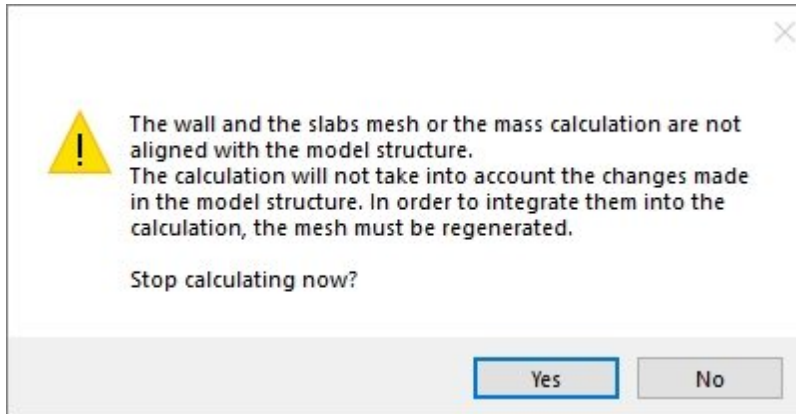 The wall and the slabs mesh or the mass calculation are not
aligned with the model structure.
The calculation will not take into account the changes made
in the model structure. In order to integrate them into the
calculation, the mesh must be regenerated.
Stop calculating now?
Yes No